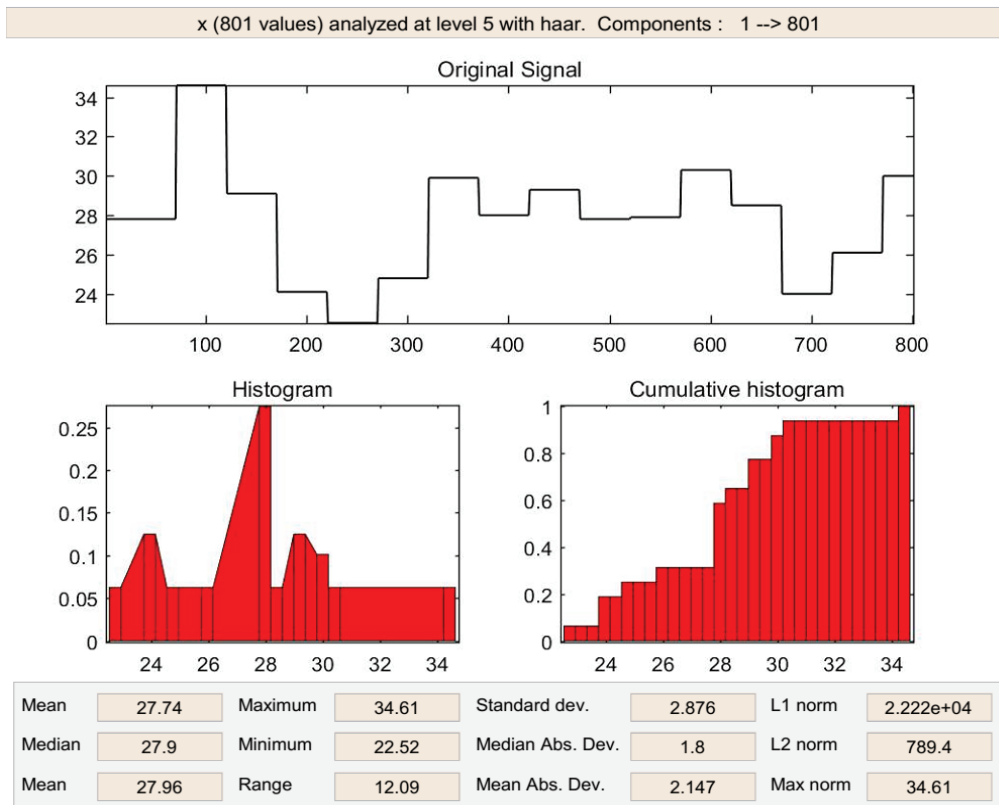 x (801 values) analyzed at level 5 with haar. Components : 1 --> 801
Original Signal
34
32
30
28
26
24
100 200 300 400 500 600 700 800
Histogram
0.25
0.2
0.15
0.1
0.05
0
24 26 28 30 32 34
Cumulative histogram
1
0.8
0.6
0.4
0.2
0
24 26 28 30 32 34
Mean 27.74 Maximum 34.61 Standard dev. 2.876 L1 norm 2.222e+04
Median 27.9 Minimum 22.52 Median Abs. Dev. 1.8 L2 norm 789.4
Mean 27.96 Range 12.09 Mean Abs. Dev. 2.147 Max norm 34.61